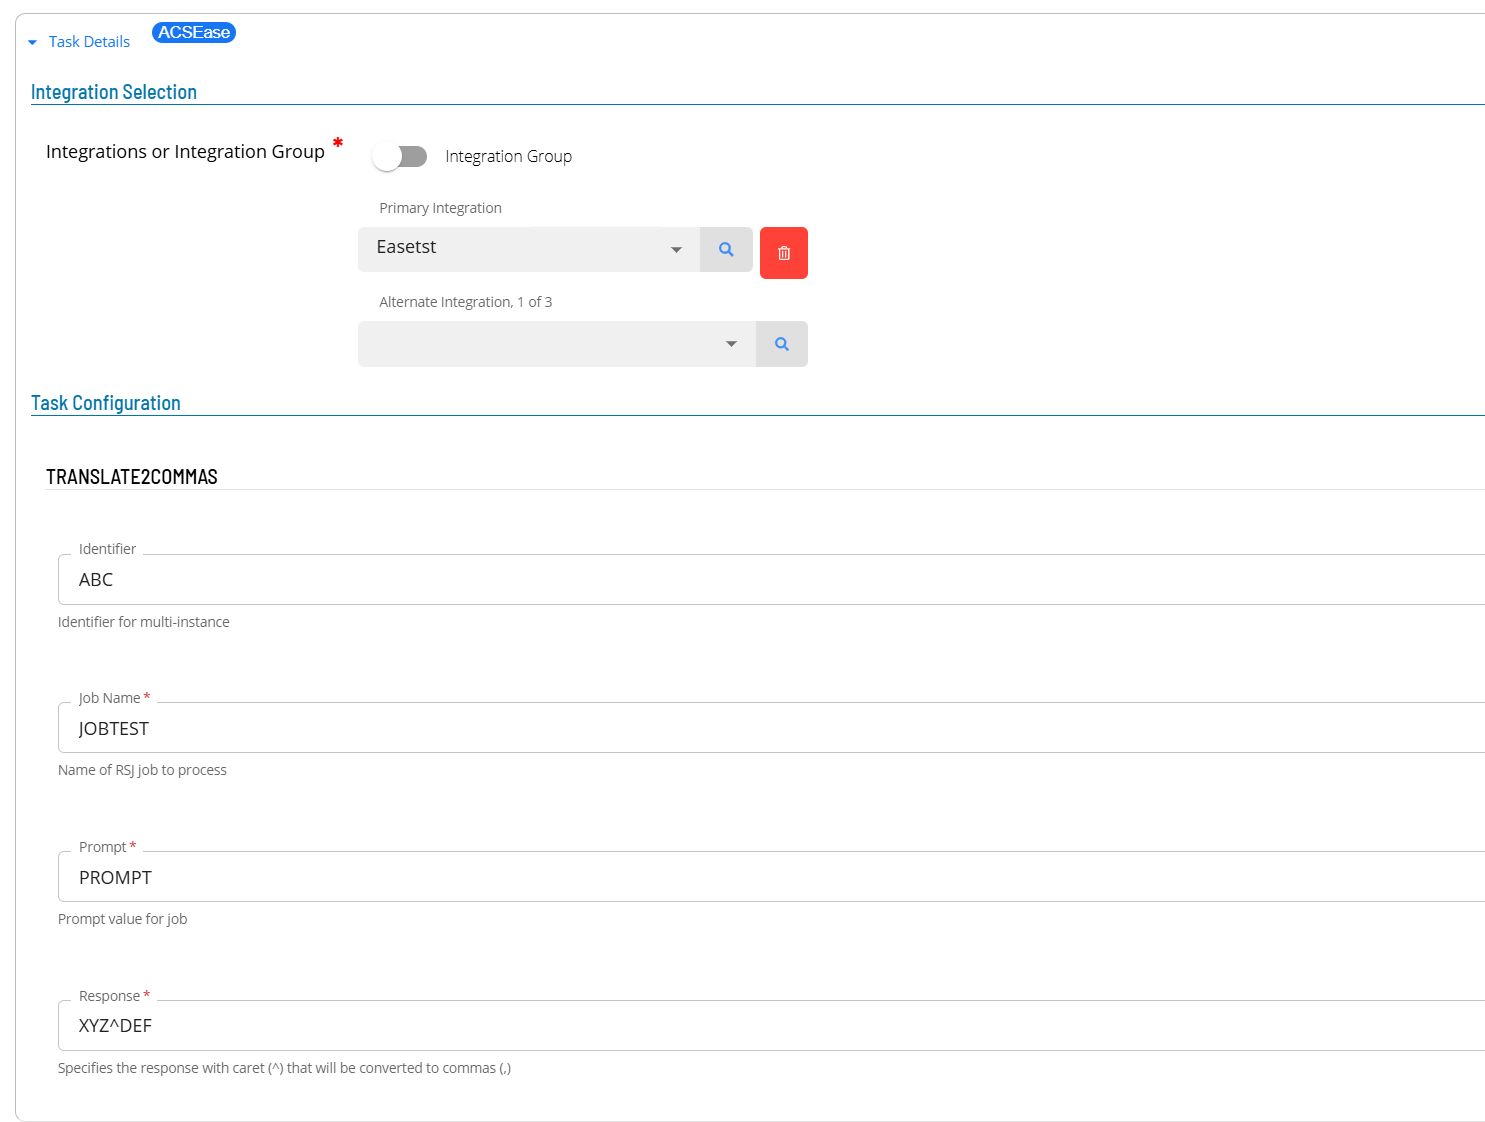 Task Details ACSEase
Integration Selection
Integrations or Integration Group *
Integration Group
Primary Integration
Easetst
Alternate Integration, 1 of 3
Task Configuration
TRANSLATE2COMMAS
Identifier
ABC
Identifier for multi-instance
Job Name *
JOBTEST
Name of RSJ job to process
Prompt *
PROMPT
Prompt value for job
Response *
XYZ^DEF
Specifies the response with caret (^) that will be converted to commas (,)